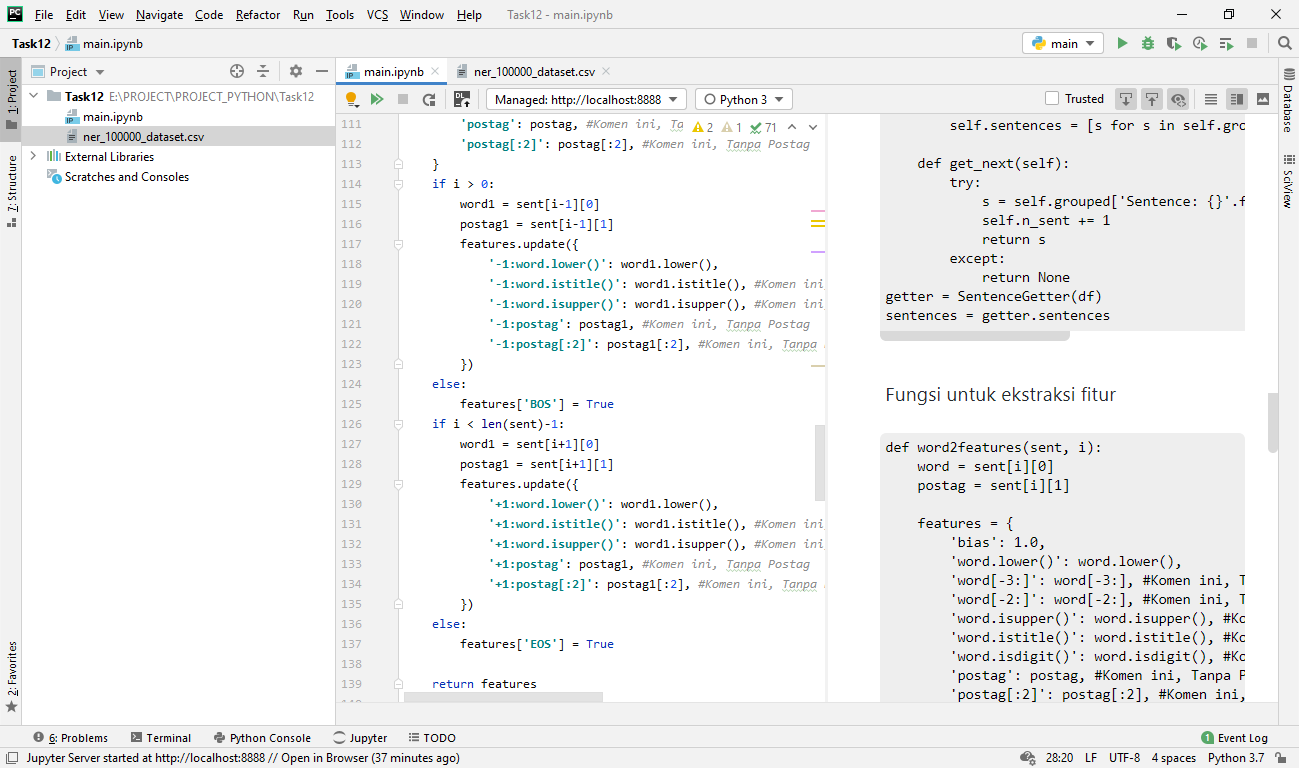 File Edit View Navigate Code Refactor Run Tools VCS Window Help Task12 - main.ipynb
Task12 main.ipynb
main
1: Project
7: Structure
2: Favorites
Project
Task12 E:\PROJECT\PROJECT_PYTHON\Task12
main.ipynb
ner_100000_dataset.csv
External Libraries
Scratches and Consoles
main.ipynb ner_100000_dataset.csv
Managed: http://localhost:8888 Python 3 Trusted
2 1 71
111 'postag': postag, #Komen ini, Ta
112 'postag[:2]': postag[:2], #Komen ini, Tanpa Postag
113 }
114 if i > 0:
115 word1 = sent[i-1][0]
116 postag1 = sent[i-1][1]
117 features.update({
118 '-1:word.lower()': word1.lower(),
119 '-1:word.istitle()': word1.istitle(), #Komen ini
120 '-1:word.isupper()': word1.isupper(), #Komen ini
121 '-1:postag': postag1, #Komen ini, Tanpa Postag
122 '-1:postag[:2]': postag1[:2], #Komen ini, Tanpa
123 })
124 else:
125 features['BOS'] = True
126 if i < len(sent)-1:
127 word1 = sent[i+1][0]
128 postag1 = sent[i+1][1]
129 features.update({
130 '+1:word.lower()': word1.lower(),
131 '+1:word.istitle()': word1.istitle(), #Komen ini
132 '+1:word.isupper()': word1.isupper(), #Komen ini
133 '+1:postag': postag1, #Komen ini, Tanpa Postag
134 '+1:postag[:2]': postag1[:2], #Komen ini, Tanpa
135 })
136 else:
137 features['EOS'] = True
138
139 return features
self.sentences = [s for s in self.gro
def get_next(self):
try:
s = self.grouped['Sentence: {}'.f
self.n_sent += 1
return s
except:
return None
getter = SentenceGetter(df)
sentences = getter.sentences
Fungsi untuk ekstraksi fitur
def word2features(sent, i):
word = sent[i][0]
postag = sent[i][1]
features = {
'bias': 1.0,
'word.lower()': word.lower(),
'word[-3:]': word[-3:], #Komen ini, T
'word[-2:]': word[-2:], #Komen ini, T
'word.isupper()': word.isupper(), #Ko
'word.istitle()': word.istitle(), #Ko
'word.isdigit()': word.isdigit(), #Ko
'postag': postag, #Komen ini, Tanpa P
'postag[:2]': postag[:2], #Komen ini,
Database
SciView
6: Problems Terminal Python Console Jupyter TODO 1 Event Log
Jupyter Server started at http://localhost:8888 // Open in Browser (37 minutes ago) 28:20 LF UTF-8 4 spaces Python 3.7